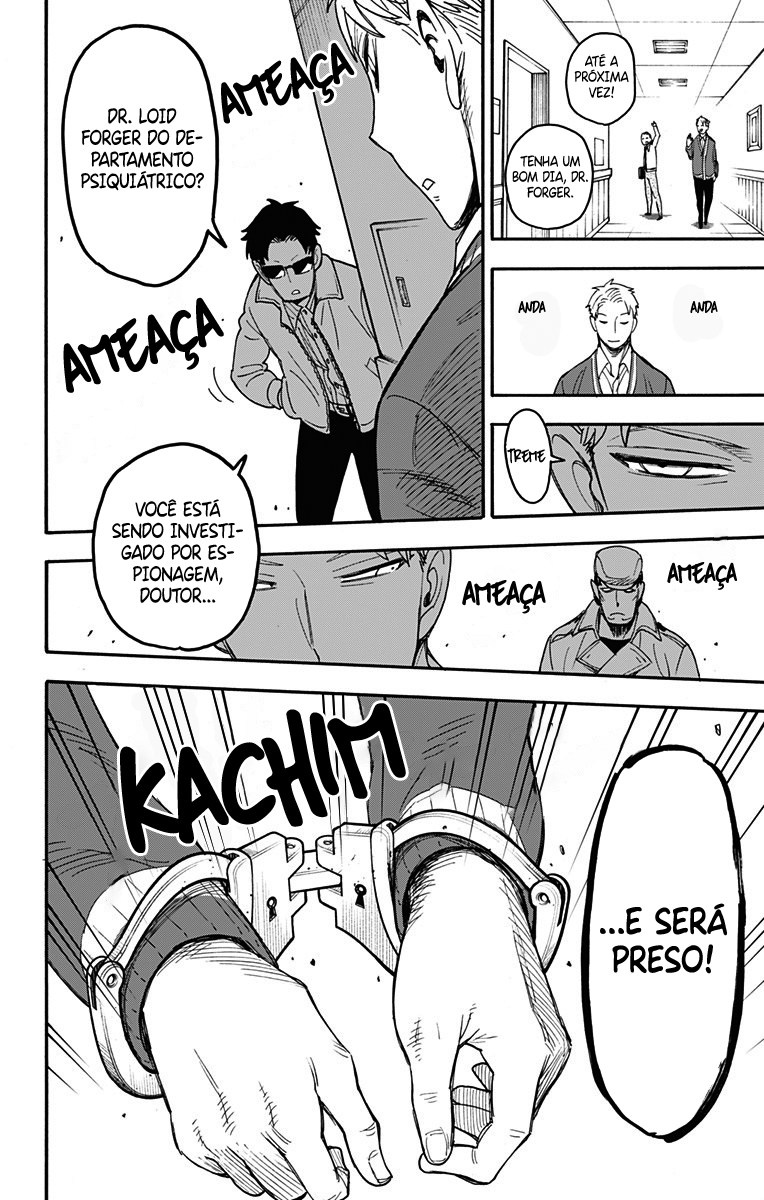 ATÉ A
PRÓXIMA
VEZ!
TENHA UM
BOM DIA, DR.
FORGER.
ANDA
ANDA
TREME
AMEAÇA
DR. LOID
FORGER DO DE-
PARTAMENTO
PSIQUIÁTRICO?
AMEAÇA
AMEAÇA
AMEAÇA
VOCÊ ESTÁ
SENDO INVESTI-
GADO POR ES-
PIONAGEM,
DOUTOR...
KACHIM
...E SERÁ
PRESO!